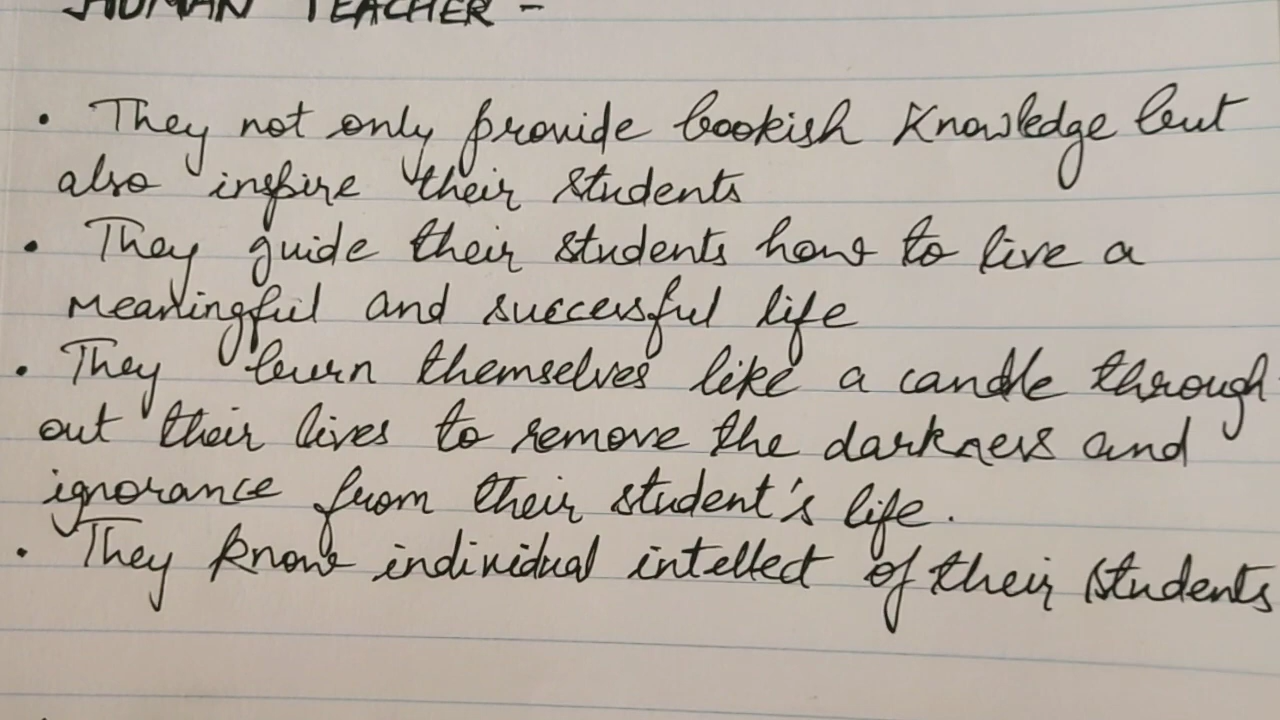 HUMAN TEACHER -
• They not only provide bookish Knowledge but
also inspire their students
• They guide their students how to live a
Meaningful and successful life
• They burn themselves like a candle through
out their lives to remove the darkness and
ignorance from their student's life.
• They know individual intellect of their students